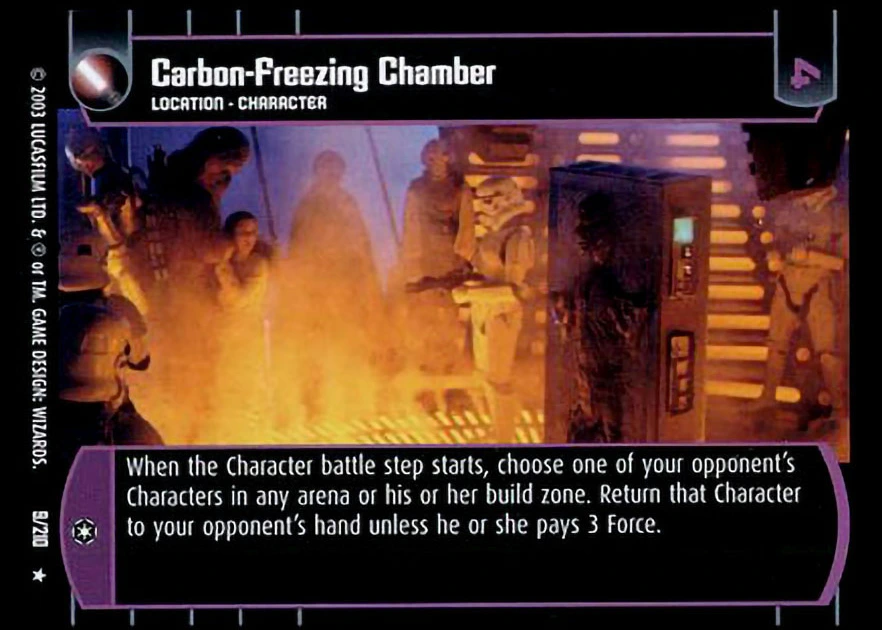 Carbon-Freezing Chamber
LOCATION - CHARACTER
4
When the Character battle step starts, choose one of your opponent's
Characters in any arena or his or her build zone. Return that Character
to your opponent's hand unless he or she pays 3 Force.
© 2003 LUCASFILM LTD. & ® or TM. GAME DESIGN: WIZARDS. 9/210 ★